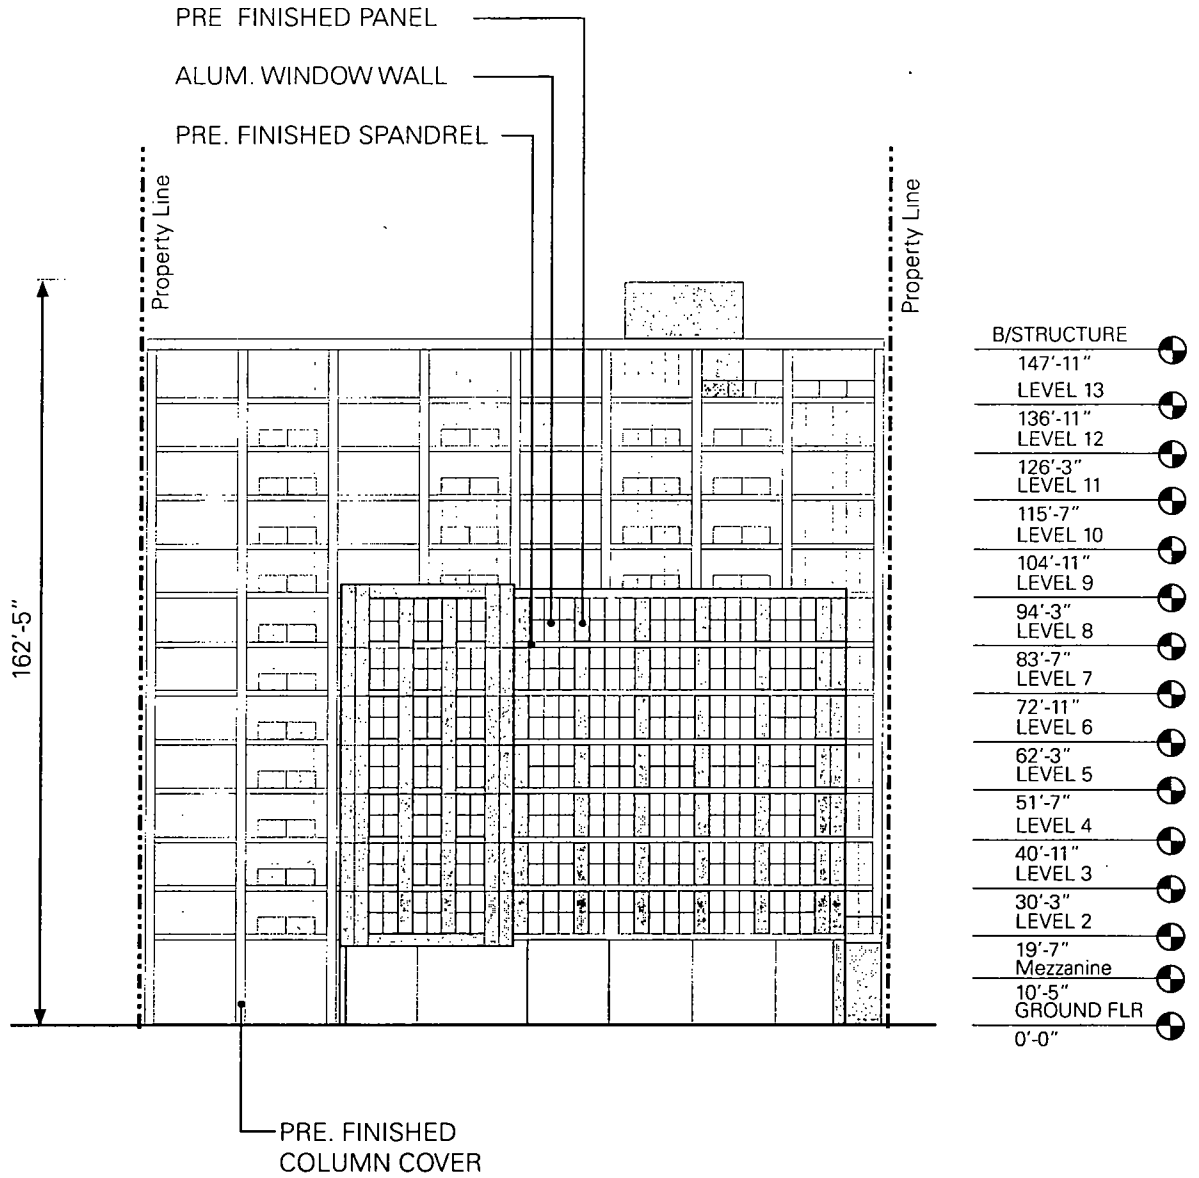 PRE FINISHED PANEL
ALUM. WINDOW WALL
PRE. FINISHED SPANDREL
Property Line
Property Line
162'-5"
B/STRUCTURE
147'-11"
LEVEL 13
136'-11"
LEVEL 12
126'-3"
LEVEL 11
115'-7"
LEVEL 10
104'-11"
LEVEL 9
94'-3"
LEVEL 8
83'-7"
LEVEL 7
72'-11"
LEVEL 6
62'-3"
LEVEL 5
51'-7"
LEVEL 4
40'-11"
LEVEL 3
30'-3"
LEVEL 2
19'-7"
Mezzanine
10'-5"
GROUND FLR
0'-0"
PRE. FINISHED
COLUMN COVER